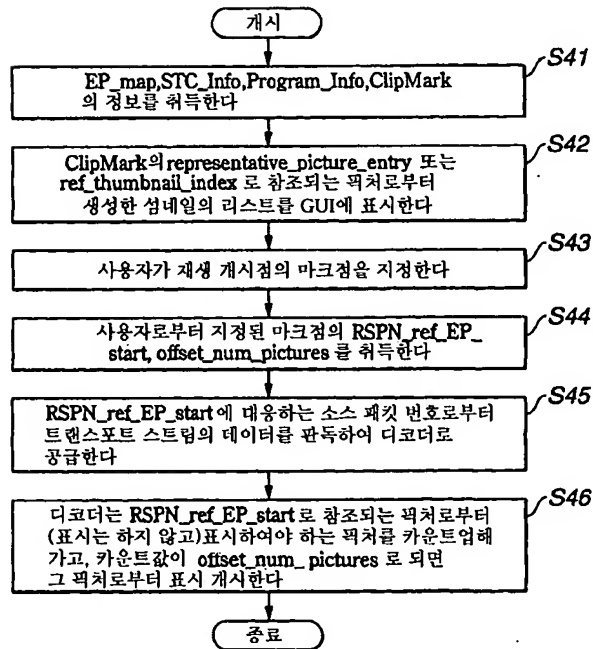 개시
S41
EP_map,STC_Info,Program_Info,ClipMark
의 정보를 취득한다
S42
ClipMark의 representative_picture_entry 또는
ref_thumbnail_index 로 참조되는 픽처로부터
생성한 섬네일의 리스트를 GUI에 표시한다
S43
사용자가 재생 개시점의 마크점을 지정한다
S44
사용자로부터 지정된 마크점의 RSPN_ref_EP_
start, offset_num_pictures 를 취득한다
S45
RSPN_ref_EP_start에 대응하는 소스 패킷 번호로부터
트랜스포트 스트림의 데이터를 판독하여 디코더로
공급한다
S46
디코더는 RSPN_ref_EP_start로 참조되는 픽처로부터
(표시는 하지 않고)표시하여야 하는 픽처를 카운트업해
가고, 카운트값이 offset_num_ pictures 로 되면
그 픽처로부터 표시 개시한다
종료